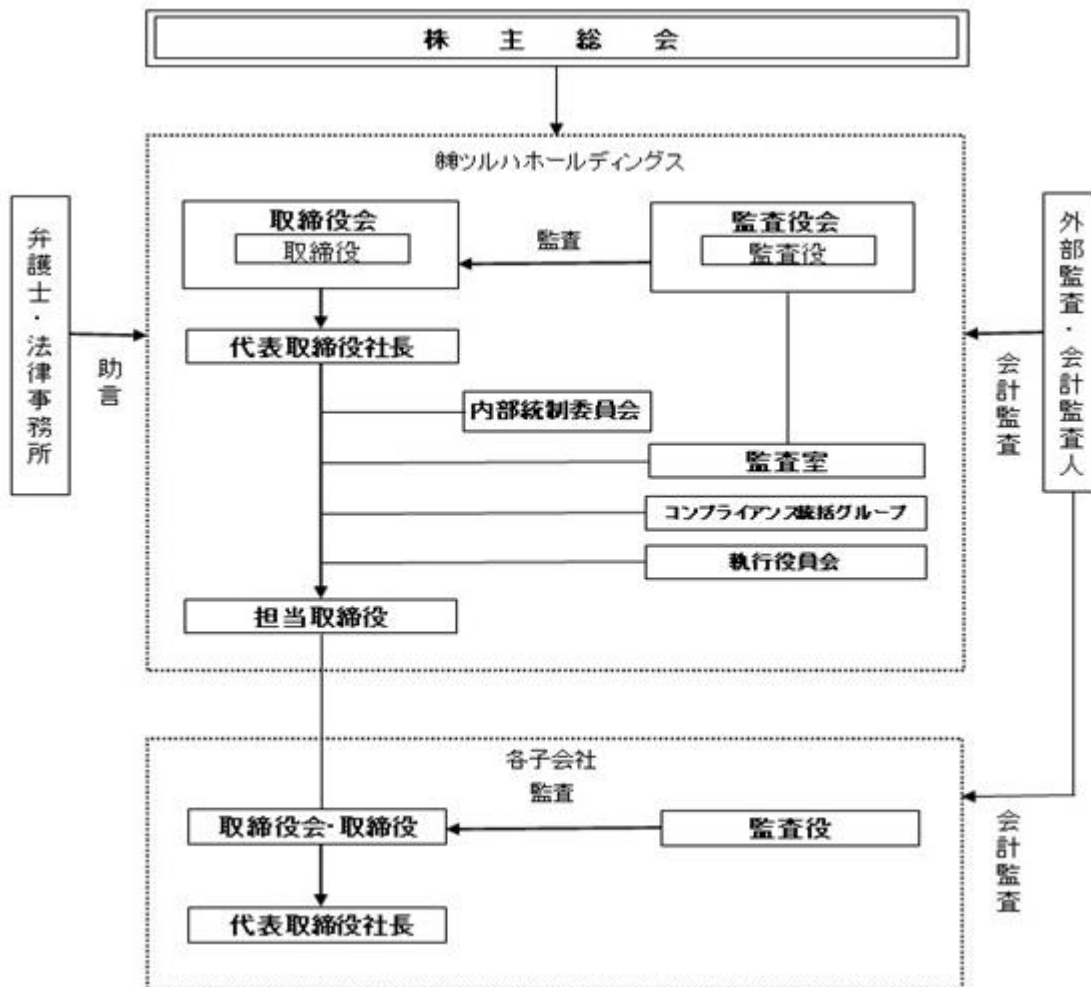 株主総会
㈱ツルハホールディングス
取締役会
取締役
監査
監査役会
監査役
弁護士・法律事務所
助言
外部監査・会計監査人
会計監査
代表取締役社長
内部統制委員会
監査室
コンプライアンス統括グループ
執行役員会
担当取締役
各子会社
監査
取締役会・取締役
監査役
会計監査
代表取締役社長